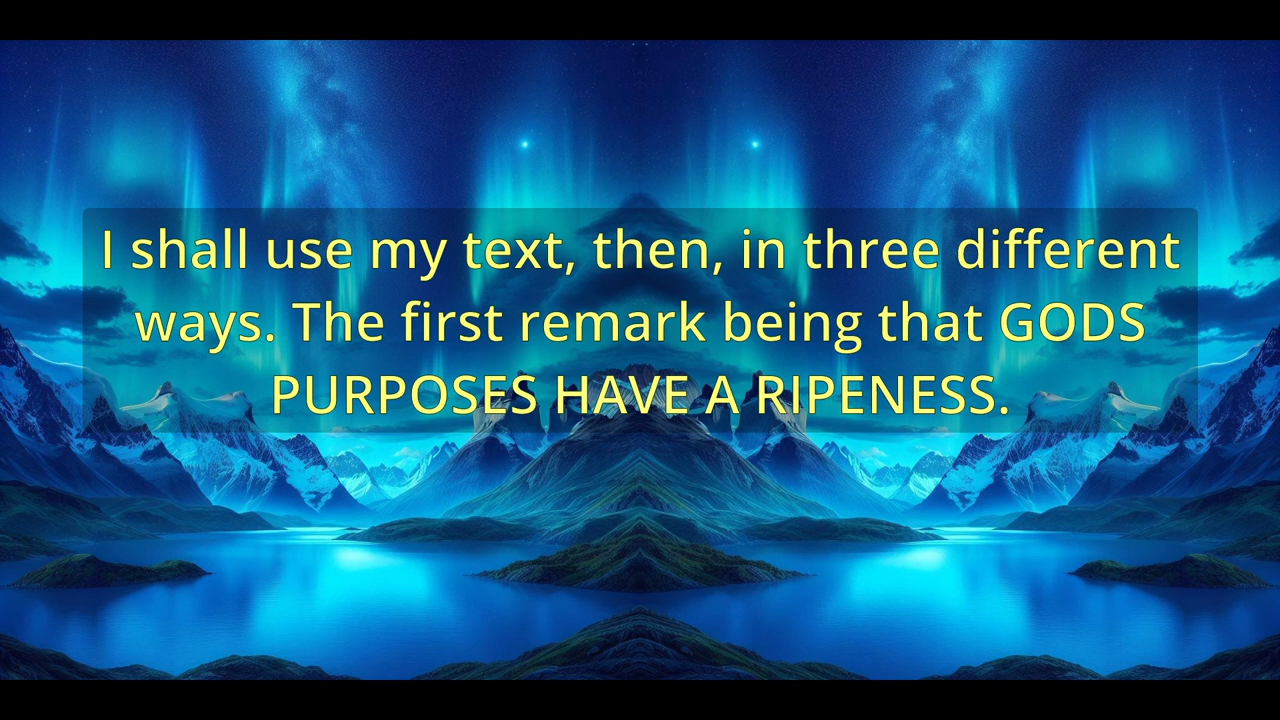 I shall use my text, then, in three different
ways. The first remark being that GODS
PURPOSES HAVE A RIPENESS.